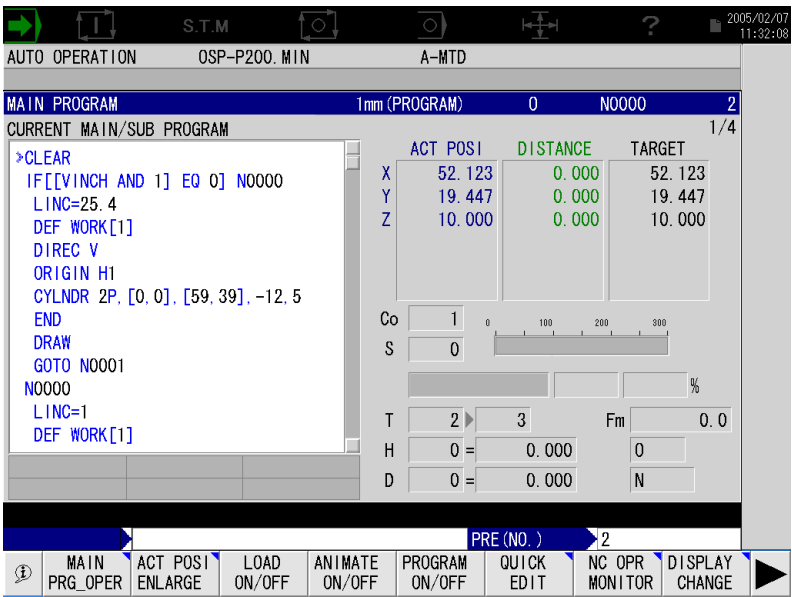 S.T.M
?
2005/02/07
11:32:08
AUTO OPERATION OSP-P200.MIN A-MTD
MAIN PROGRAM 1mm(PROGRAM) 0 N0000 2
CURRENT MAIN/SUB PROGRAM 1/4
»CLEAR
IF[[VINCH AND 1] EQ 0] N0000
LINC=25.4
DEF WORK[1]
DIREC V
ORIGIN H1
CYLNDR 2P,[0,0],[59,39],-12,5
END
DRAW
GOTO N0001
N0000
LINC=1
DEF WORK[1]
ACT POSI DISTANCE TARGET
X 52.123 0.000 52.123
Y 19.447 0.000 19.447
Z 10.000 0.000 10.000
Co 1 0 100 200 300
S 0
%
T 2 3 Fm 0.0
H 0 = 0.000 0
D 0 = 0.000 N
PRE(NO.) 2
MAIN PRG_OPER
ACT POSI ENLARGE
LOAD ON/OFF
ANIMATE ON/OFF
PROGRAM ON/OFF
QUICK EDIT
NC OPR MONITOR
DISPLAY CHANGE